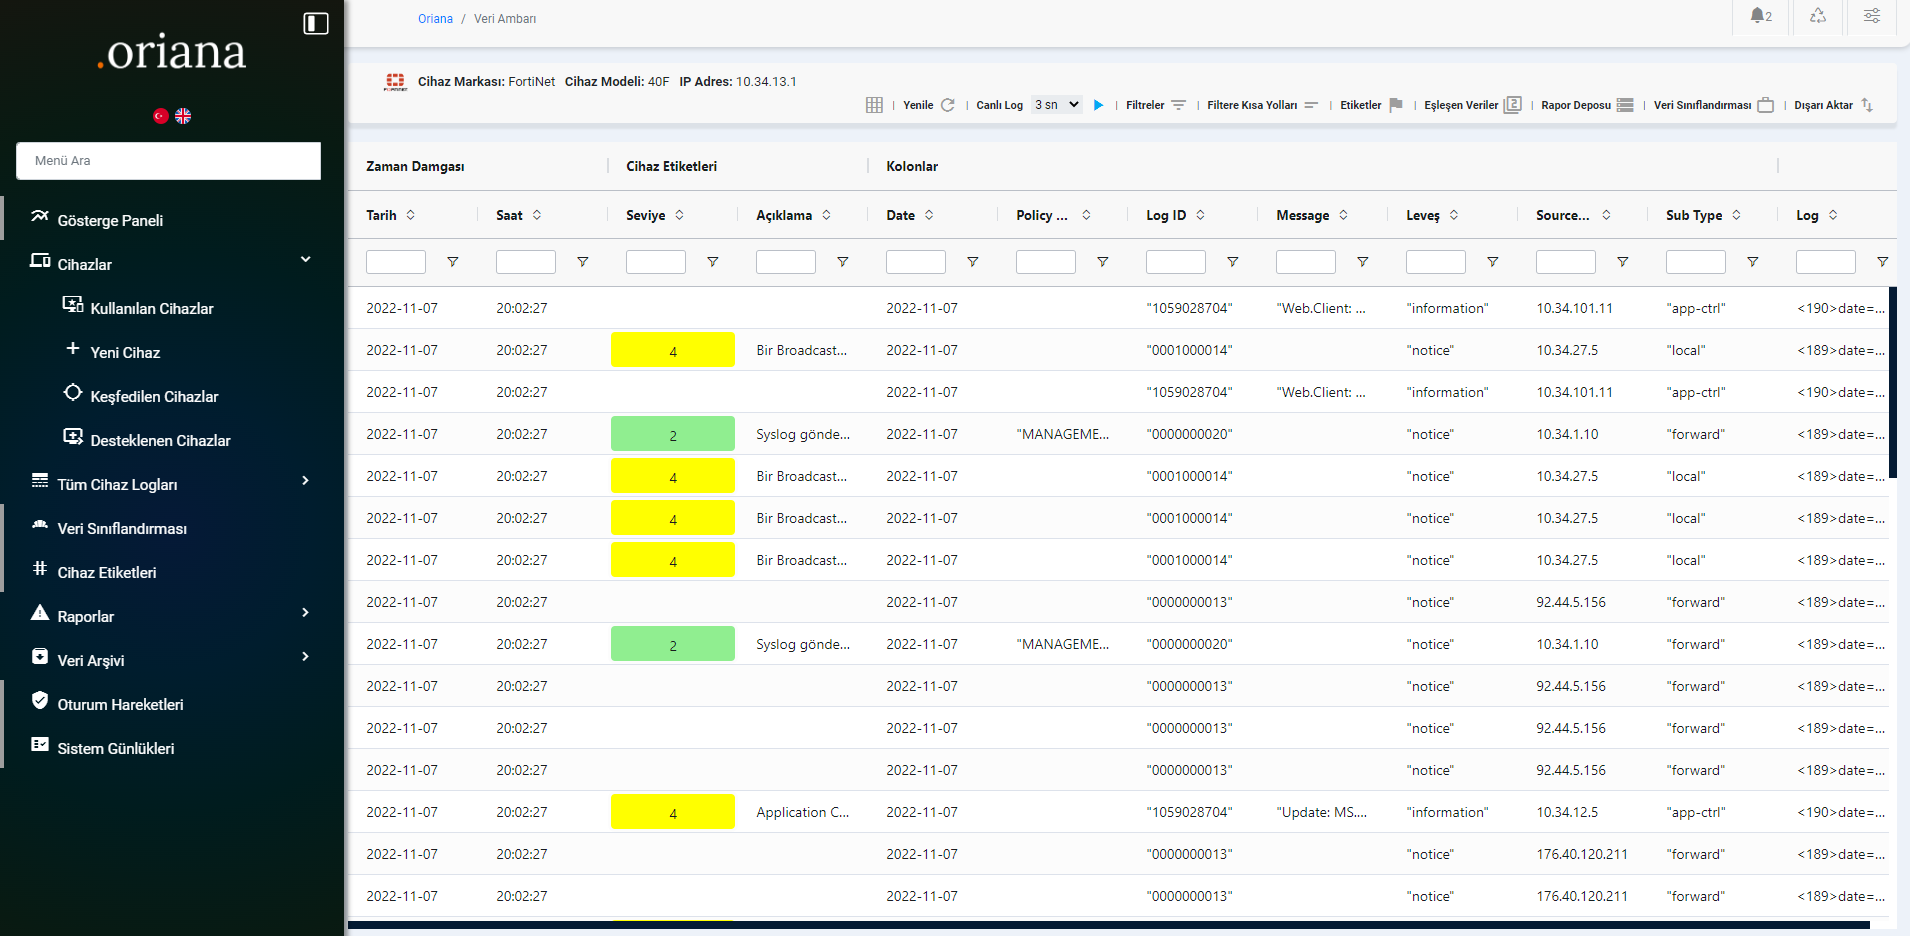 .oriana
Menü Ara
Gösterge Paneli
Cihazlar
Kullanılan Cihazlar
Yeni Cihaz
Keşfedilen Cihazlar
Desteklenen Cihazlar
Tüm Cihaz Logları
Veri Sınıflandırması
Cihaz Etiketleri
Raporlar
Veri Arşivi
Oturum Hareketleri
Sistem Günlükleri
Oriana / Veri Ambarı
2
FORTINET Cihaz Markası: FortiNet Cihaz Modeli: 40F IP Adres: 10.34.13.1
| Yenile | Canlı Log 3 sn | Filtreler | Filtere Kısa Yolları | Etiketler | Eşleşen Veriler 2 | Rapor Deposu | Veri Sınıflandırması | Dışarı Aktar
Zaman Damgası Cihaz Etiketleri Kolonlar
Tarih Saat Seviye Açıklama Date Policy ... Log ID Message Leveş Source... Sub Type Log
2022-11-07 20:02:27 2022-11-07 "1059028704" "Web.Client: ... "information" 10.34.101.11 "app-ctrl" <190>date=...
2022-11-07 20:02:27 4 Bir Broadcast... 2022-11-07 "0001000014" "notice" 10.34.27.5 "local" <189>date=...
2022-11-07 20:02:27 2022-11-07 "1059028704" "Web.Client: ... "information" 10.34.101.11 "app-ctrl" <190>date=...
2022-11-07 20:02:27 2 Syslog gönde... 2022-11-07 "MANAGEME... "0000000020" "notice" 10.34.1.10 "forward" <189>date=...
2022-11-07 20:02:27 4 Bir Broadcast... 2022-11-07 "0001000014" "notice" 10.34.27.5 "local" <189>date=...
2022-11-07 20:02:27 4 Bir Broadcast... 2022-11-07 "0001000014" "notice" 10.34.27.5 "local" <189>date=...
2022-11-07 20:02:27 4 Bir Broadcast... 2022-11-07 "0001000014" "notice" 10.34.27.5 "local" <189>date=...
2022-11-07 20:02:27 2022-11-07 "0000000013" "notice" 92.44.5.156 "forward" <189>date=...
2022-11-07 20:02:27 2 Syslog gönde... 2022-11-07 "MANAGEME... "0000000020" "notice" 10.34.1.10 "forward" <189>date=...
2022-11-07 20:02:27 2022-11-07 "0000000013" "notice" 92.44.5.156 "forward" <189>date=...
2022-11-07 20:02:27 2022-11-07 "0000000013" "notice" 92.44.5.156 "forward" <189>date=...
2022-11-07 20:02:27 2022-11-07 "0000000013" "notice" 92.44.5.156 "forward" <189>date=...
2022-11-07 20:02:27 4 Application C... 2022-11-07 "1059028704" "Update: MS.... "information" 10.34.12.5 "app-ctrl" <190>date=...
2022-11-07 20:02:27 2022-11-07 "0000000013" "notice" 176.40.120.211 "forward" <189>date=...
2022-11-07 20:02:27 2022-11-07 "0000000013" "notice" 176.40.120.211 "forward" <189>date=...